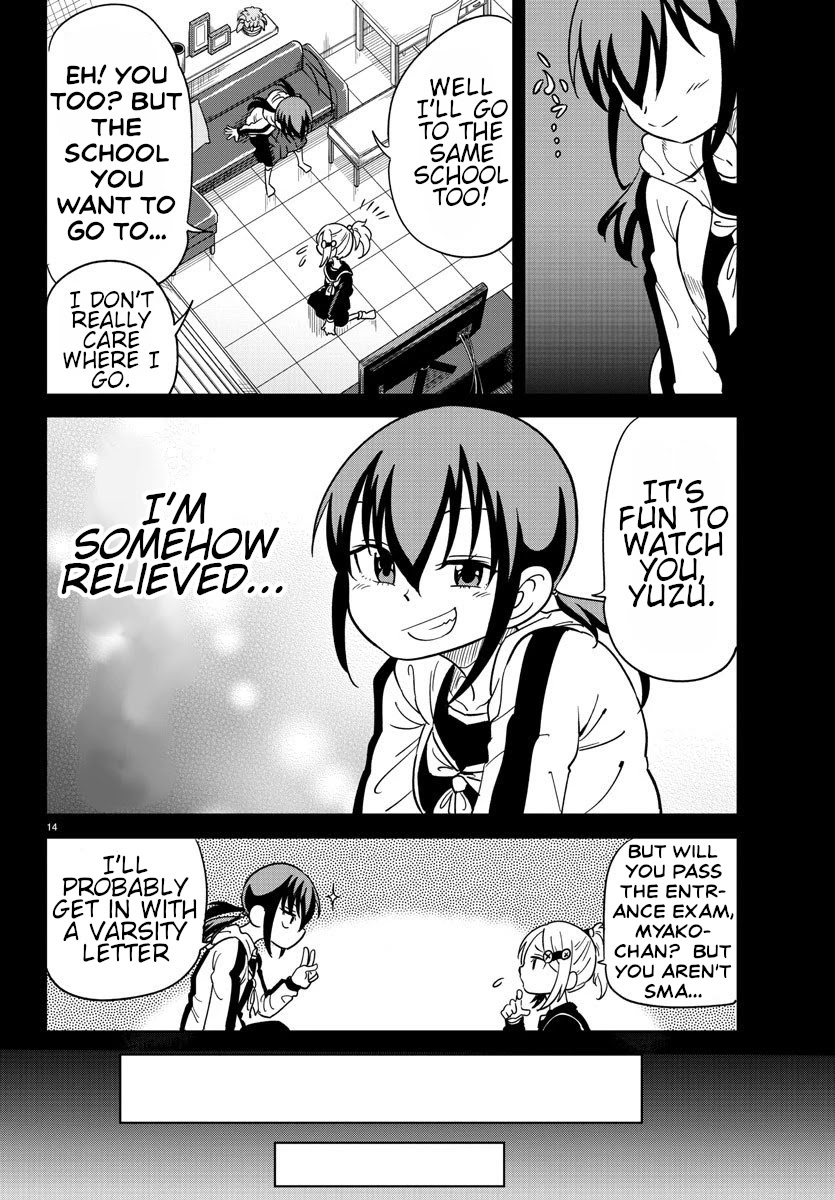 WELL
I'LL GO
TO THE
SAME
SCHOOL
TOO!
EH! YOU
TOO? BUT
THE
SCHOOL
YOU
WANT TO
GO TO...
I DON'T
REALLY
CARE
WHERE I
GO.
IT'S
FUN TO
WATCH
YOU,
YUZU.
I'M
SOMEHOW
RELIEVED...
14
BUT WILL
YOU PASS
THE ENTR-
ANCE EXAM,
MYAKO-
CHAN? BUT
YOU AREN'T
SMA...
I'LL
PROBABLY
GET IN WITH
A VARSITY
LETTER